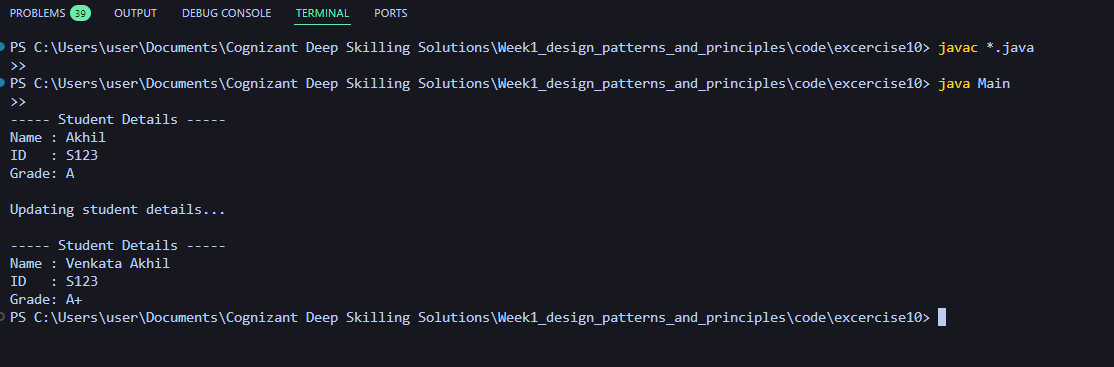 PROBLEMS 39 OUTPUT DEBUG CONSOLE TERMINAL PORTS
PS C:\Users\user\Documents\Cognizant Deep Skilling Solutions\Week1_design_patterns_and_principles\code\excercise10> javac *.java
>>
PS C:\Users\user\Documents\Cognizant Deep Skilling Solutions\Week1_design_patterns_and_principles\code\excercise10> java Main
>>
----- Student Details -----
Name : Akhil
ID   : S123
Grade: A
Updating student details...
----- Student Details -----
Name : Venkata Akhil
ID   : S123
Grade: A+
PS C:\Users\user\Documents\Cognizant Deep Skilling Solutions\Week1_design_patterns_and_principles\code\excercise10>